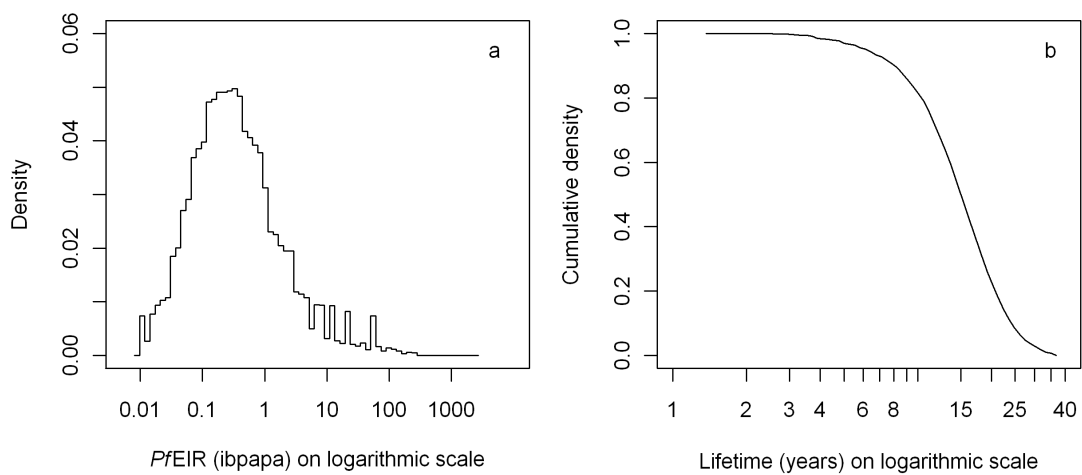 a
0.06
0.04
0.02
0.00
Density
0.01 0.1 1 10 100 1000
PfEIR (ibpapa) on logarithmic scale
b
1.0
0.8
0.6
0.4
0.2
0.0
Cumulative density
1 2 3 4 6 8 15 25 40
Lifetime (years) on logarithmic scale